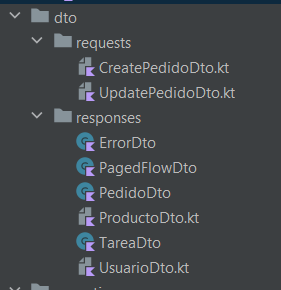 dto
requests
CreatePedidoDto.kt
UpdatePedidoDto.kt
responses
ErrorDto
PagedFlowDto
PedidoDto
ProductoDto.kt
TareaDto
UsuarioDto.kt